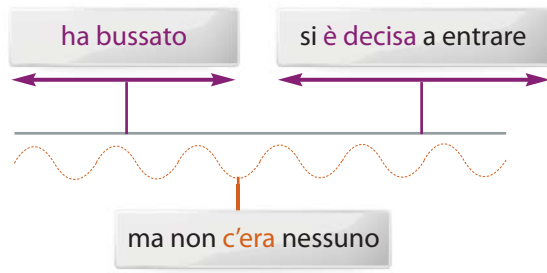 ha bussato
si è decisa a entrare
ma non c'era nessuno